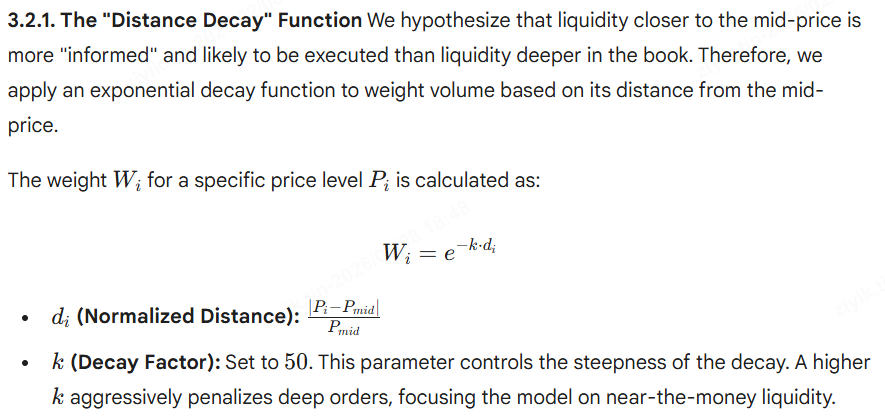 3.2.1. The "Distance Decay" Function We hypothesize that liquidity closer to the mid-price is
more "informed" and likely to be executed than liquidity deeper in the book. Therefore, we
apply an exponential decay function to weight volume based on its distance from the mid-
price.
The weight W_i for a specific price level P_i is calculated as:
W_i = e^{-k·d_i}
• d_i (Normalized Distance): \frac{|P_i−P_{mid}|}{P_{mid}}
• k (Decay Factor): Set to 50. This parameter controls the steepness of the decay. A higher
k aggressively penalizes deep orders, focusing the model on near-the-money liquidity.